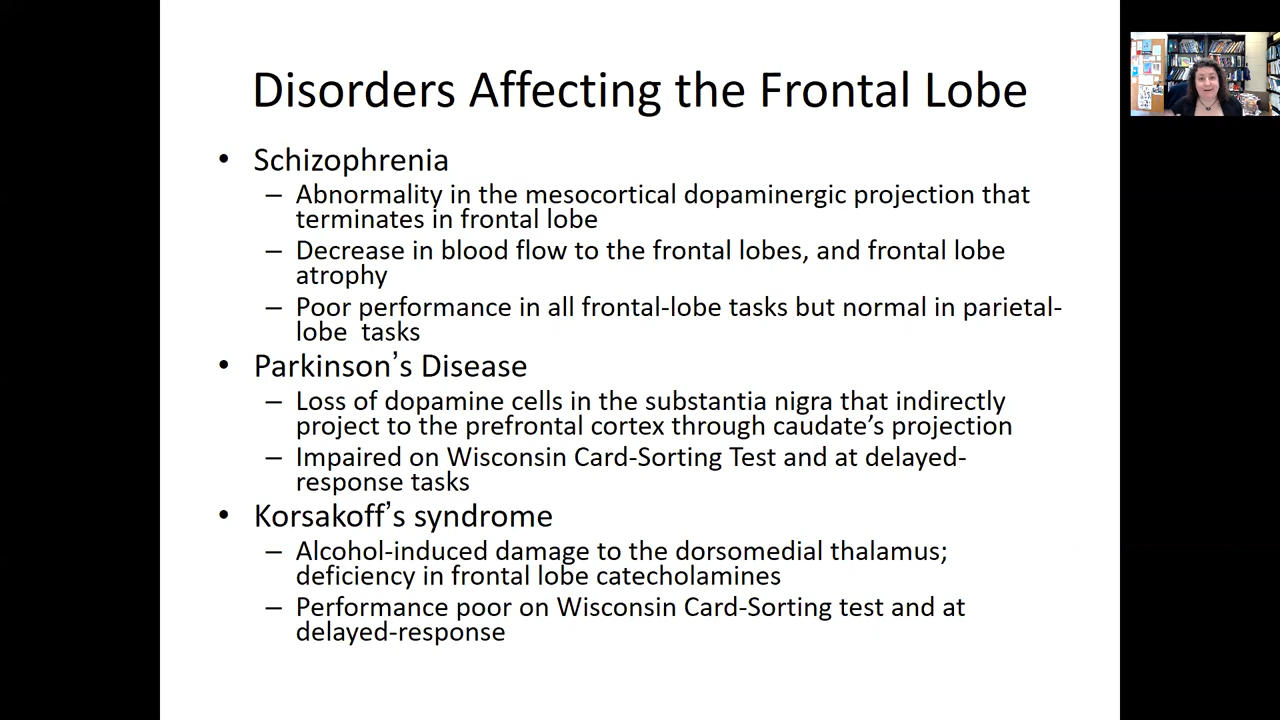 Disorders Affecting the Frontal Lobe
• Schizophrenia
– Abnormality in the mesocortical dopaminergic projection that
terminates in frontal lobe
– Decrease in blood flow to the frontal lobes, and frontal lobe
atrophy
– Poor performance in all frontal-lobe tasks but normal in parietal-
lobe  tasks
• Parkinson’s Disease
– Loss of dopamine cells in the substantia nigra that indirectly
project to the prefrontal cortex through caudate’s projection
– Impaired on Wisconsin Card-Sorting Test and at delayed-
response tasks
• Korsakoff’s syndrome
– Alcohol-induced damage to the dorsomedial thalamus;
deficiency in frontal lobe catecholamines
– Performance poor on Wisconsin Card-Sorting test and at
delayed-response